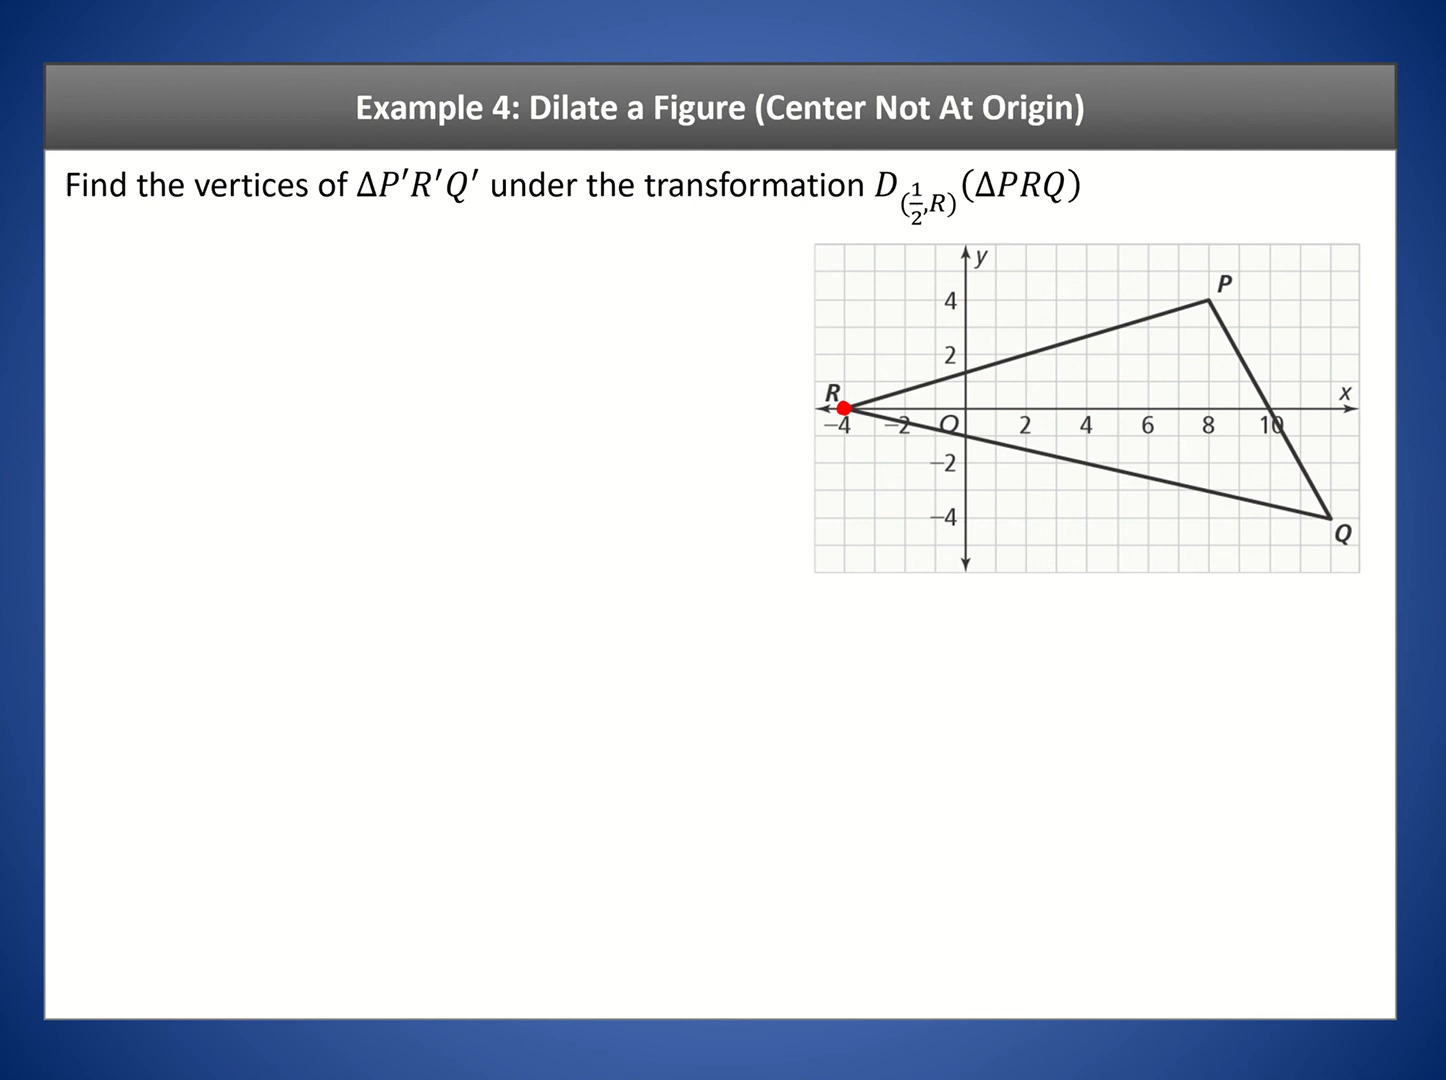 Example 4: Dilate a Figure (Center Not At Origin)
Find the vertices of ΔP′R′Q′ under the transformation D(1/2,R)(ΔPRQ)
y
P
4
2
R
x
−4 −2 O 2 4 6 8 10
−2
−4
Q